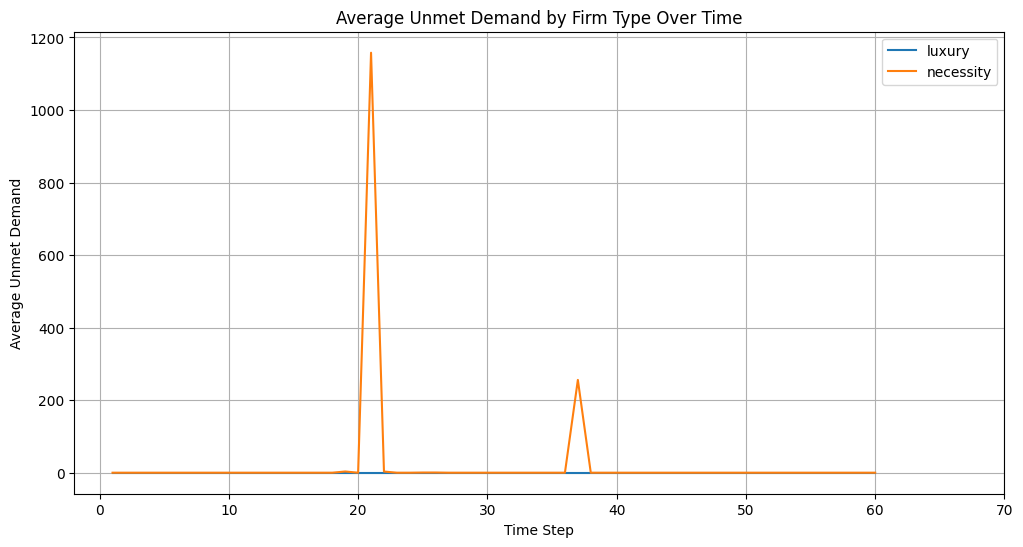 Average Unmet Demand by Firm Type Over Time
luxury
necessity
Average Unmet Demand
1200
1000
800
600
400
200
0
0 10 20 30 40 50 60 70
Time Step